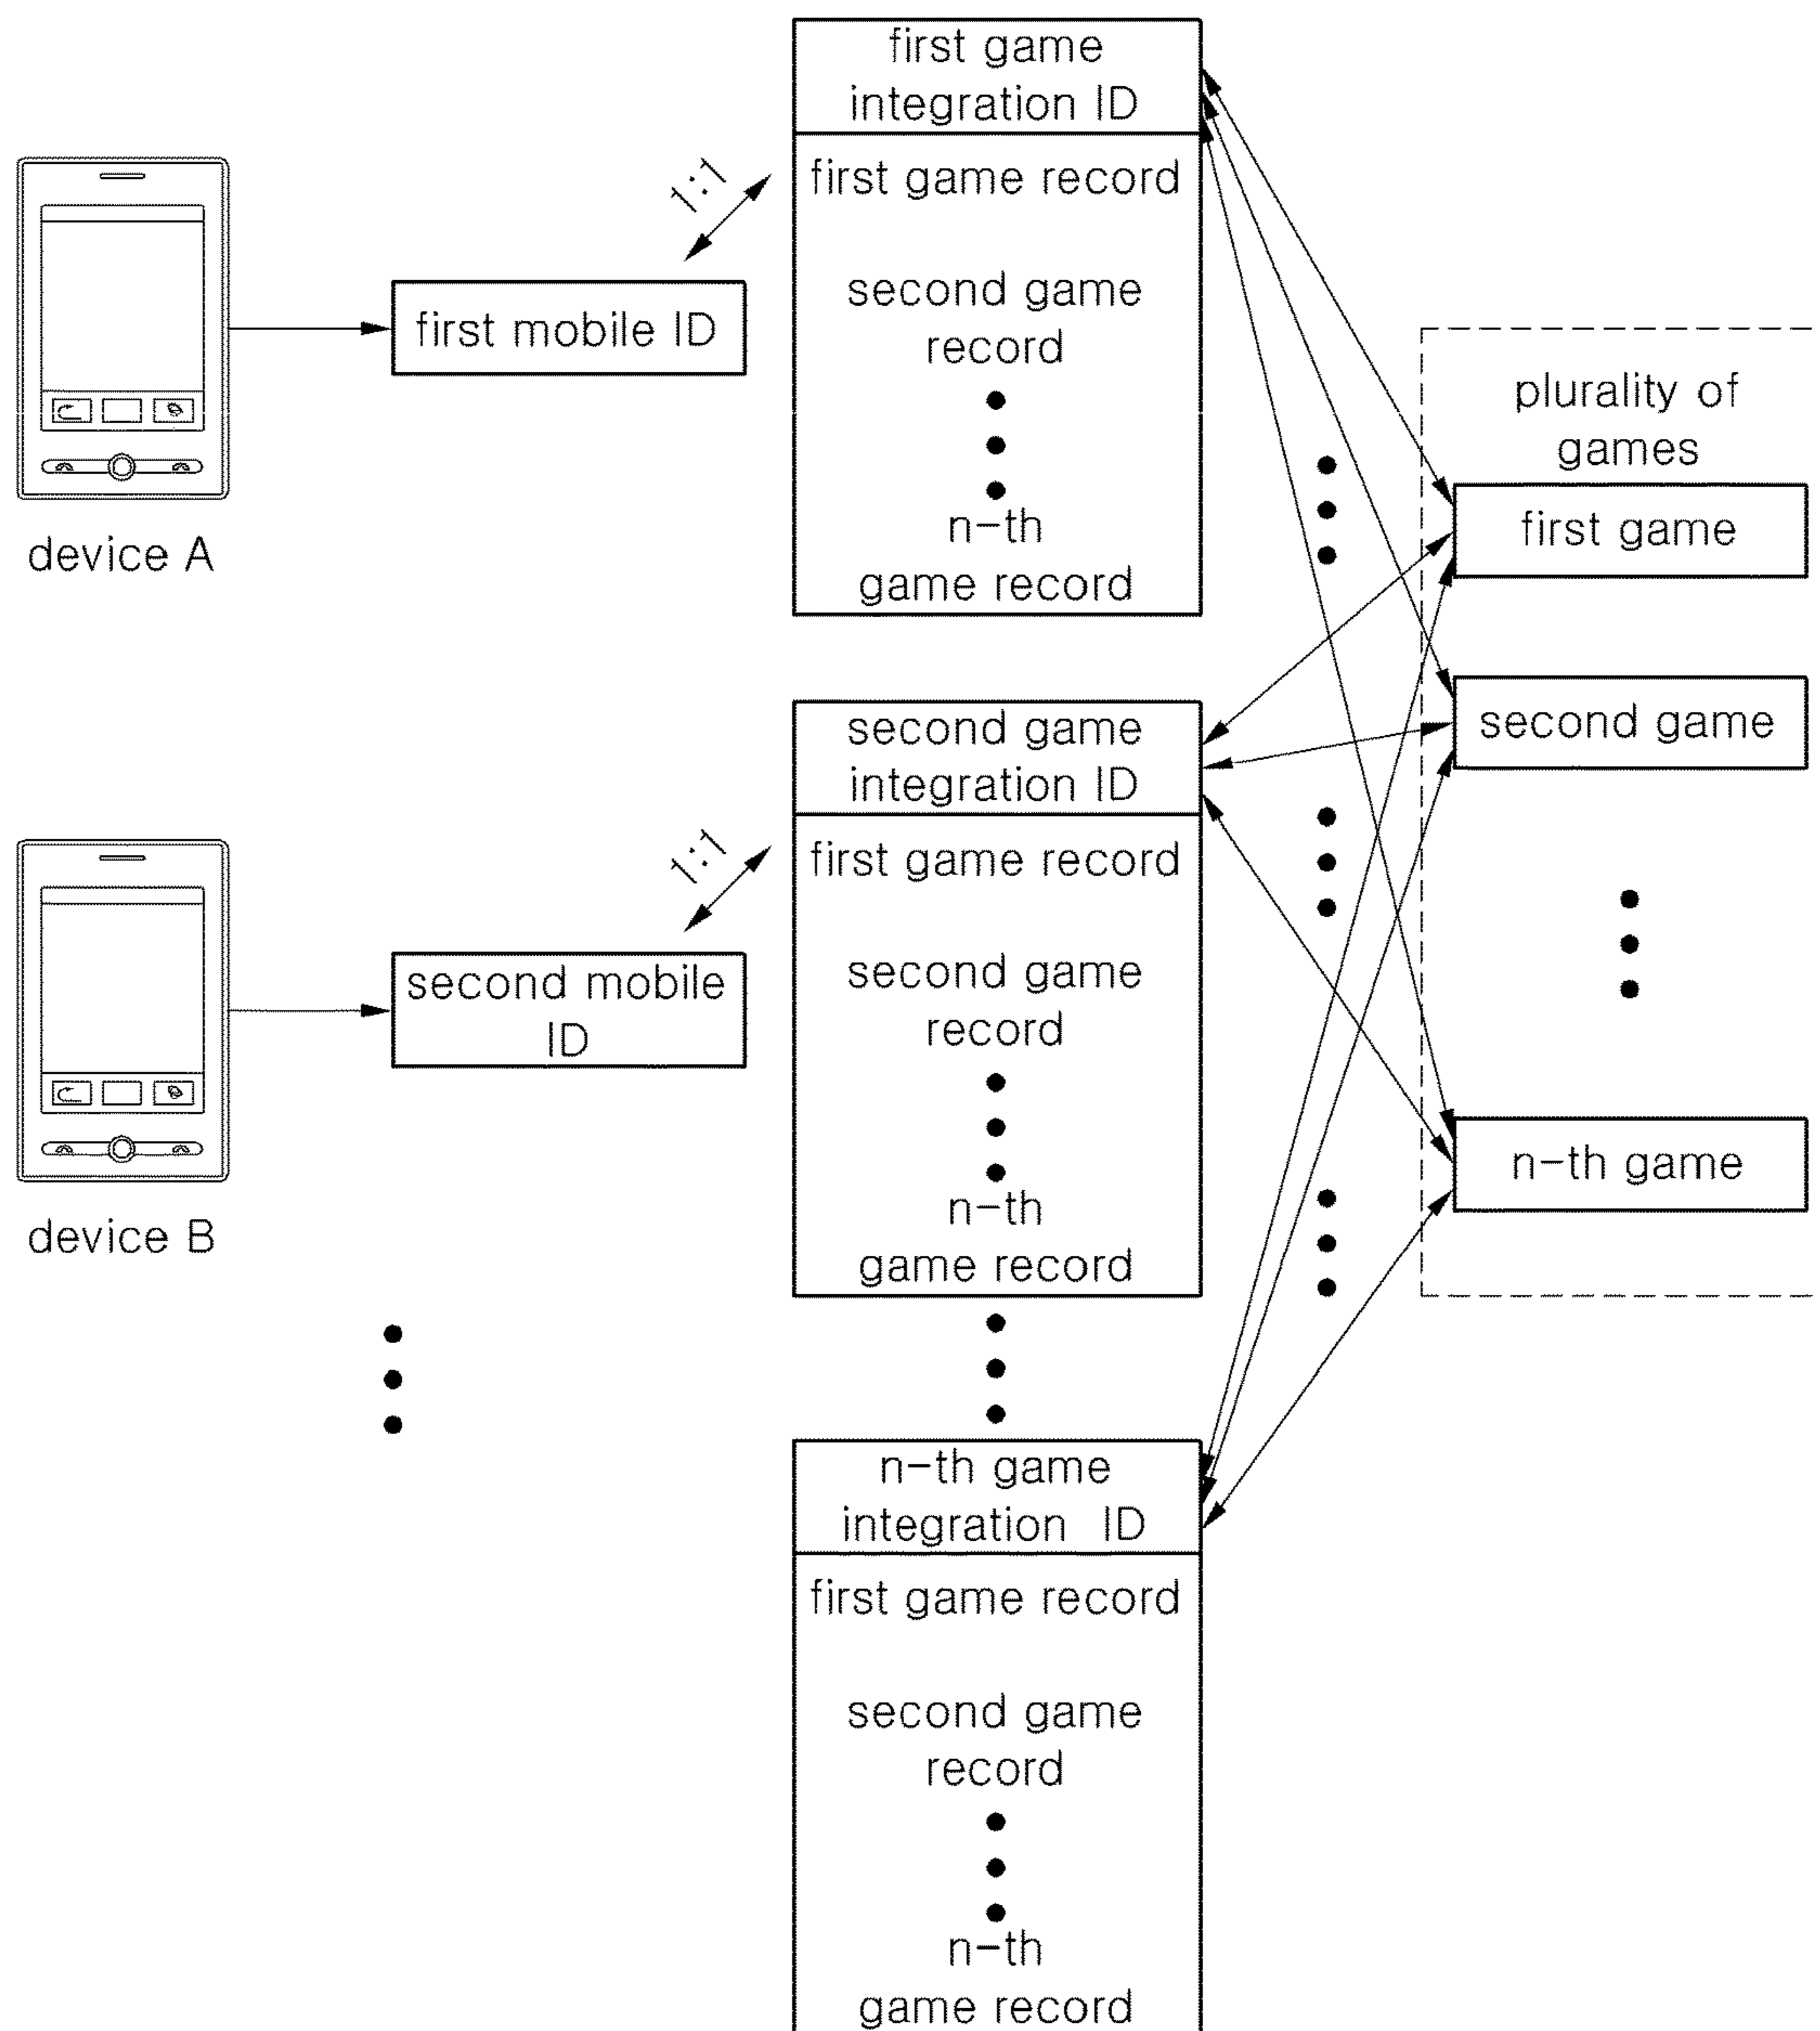 first game
integration ID
first game record
second game
record
n-th
game record
1:1
first mobile ID
device A
second game
integration ID
first game record
second game
record
n-th
game record
1:1
second mobile
ID
device B
n-th game
integration ID
first game record
second game
record
n-th
game record
plurality of
games
first game
second game
n-th game